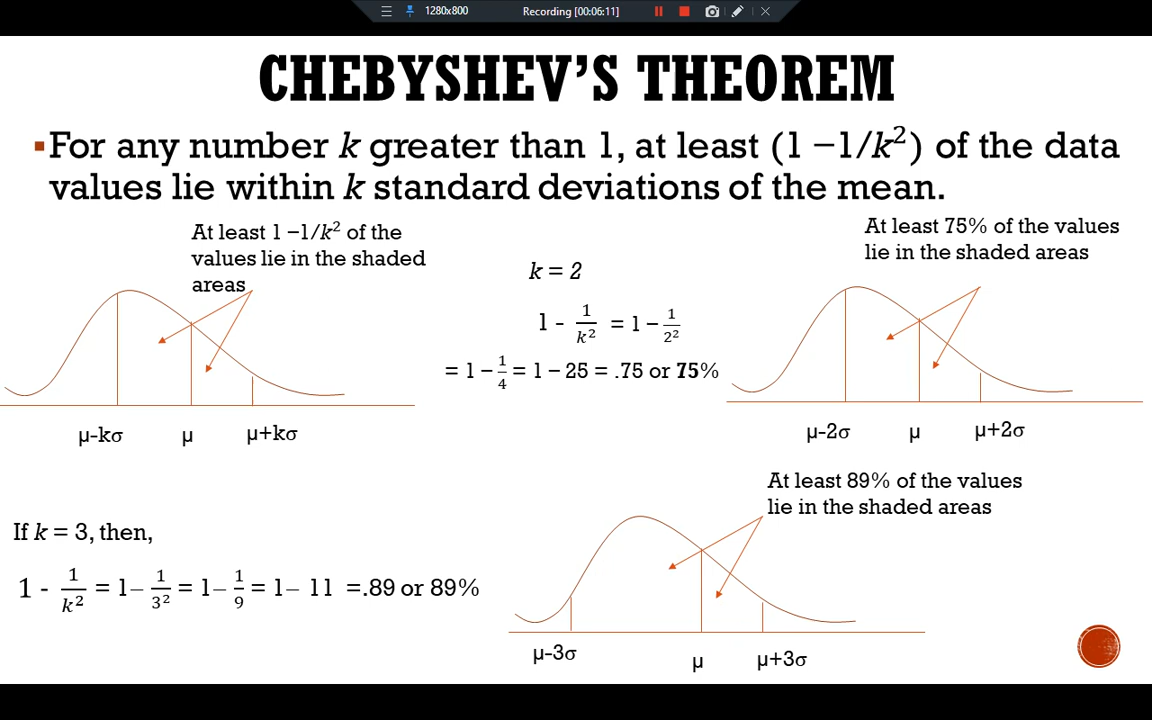 1280x800
Recording [00:06:11]
CHEBYSHEV'S THEOREM
▪For any number k greater than 1, at least (1 −1/k²) of the data
values lie within k standard deviations of the mean.
At least 1 −1/k² of the
values lie in the shaded
areas
μ-kσ μ μ+kσ
k = 2
1 - 1/k² = 1 − 1/2²
= 1 − 1/4 = 1 − 25 = .75 or 75%
At least 75% of the values
lie in the shaded areas
μ-2σ μ μ+2σ
If k = 3, then,
1 - 1/k² = 1− 1/3² = 1− 1/9 = 1− 11 =.89 or 89%
At least 89% of the values
lie in the shaded areas
μ-3σ μ μ+3σ